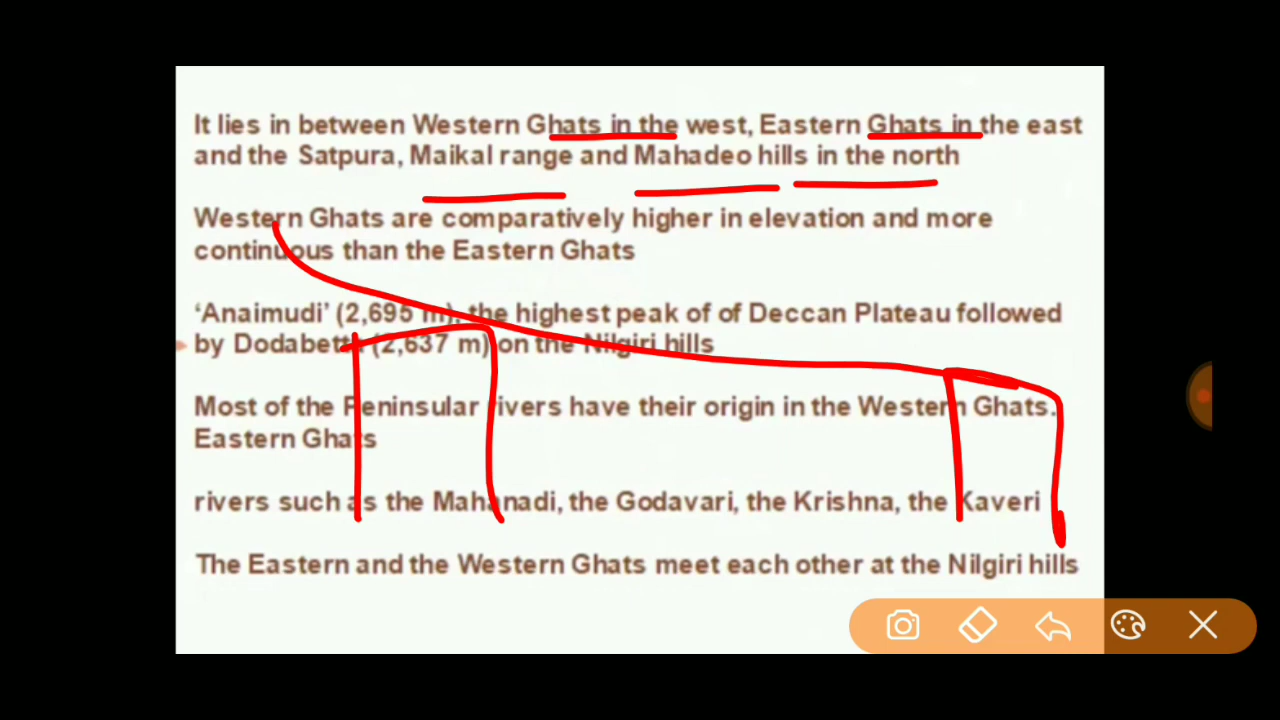 It lies in between Western Ghats in the west, Eastern Ghats in the east
and the Satpura, Maikal range and Mahadeo hills in the north
Western Ghats are comparatively higher in elevation and more
continuous than the Eastern Ghats
‘Anaimudi’ (2,695 m), the highest peak of of Deccan Plateau followed
by Dodabetta (2,637 m) on the Nilgiri hills
Most of the Peninsular rivers have their origin in the Western Ghats.
Eastern Ghats
rivers such as the Mahanadi, the Godavari, the Krishna, the Kaveri
The Eastern and the Western Ghats meet each other at the Nilgiri hills